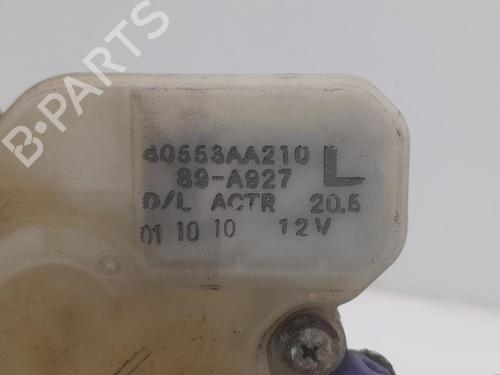 60553AA210 L
89-A927
D/L ACTR 20.5
01 10 10 12V
B-PARTS